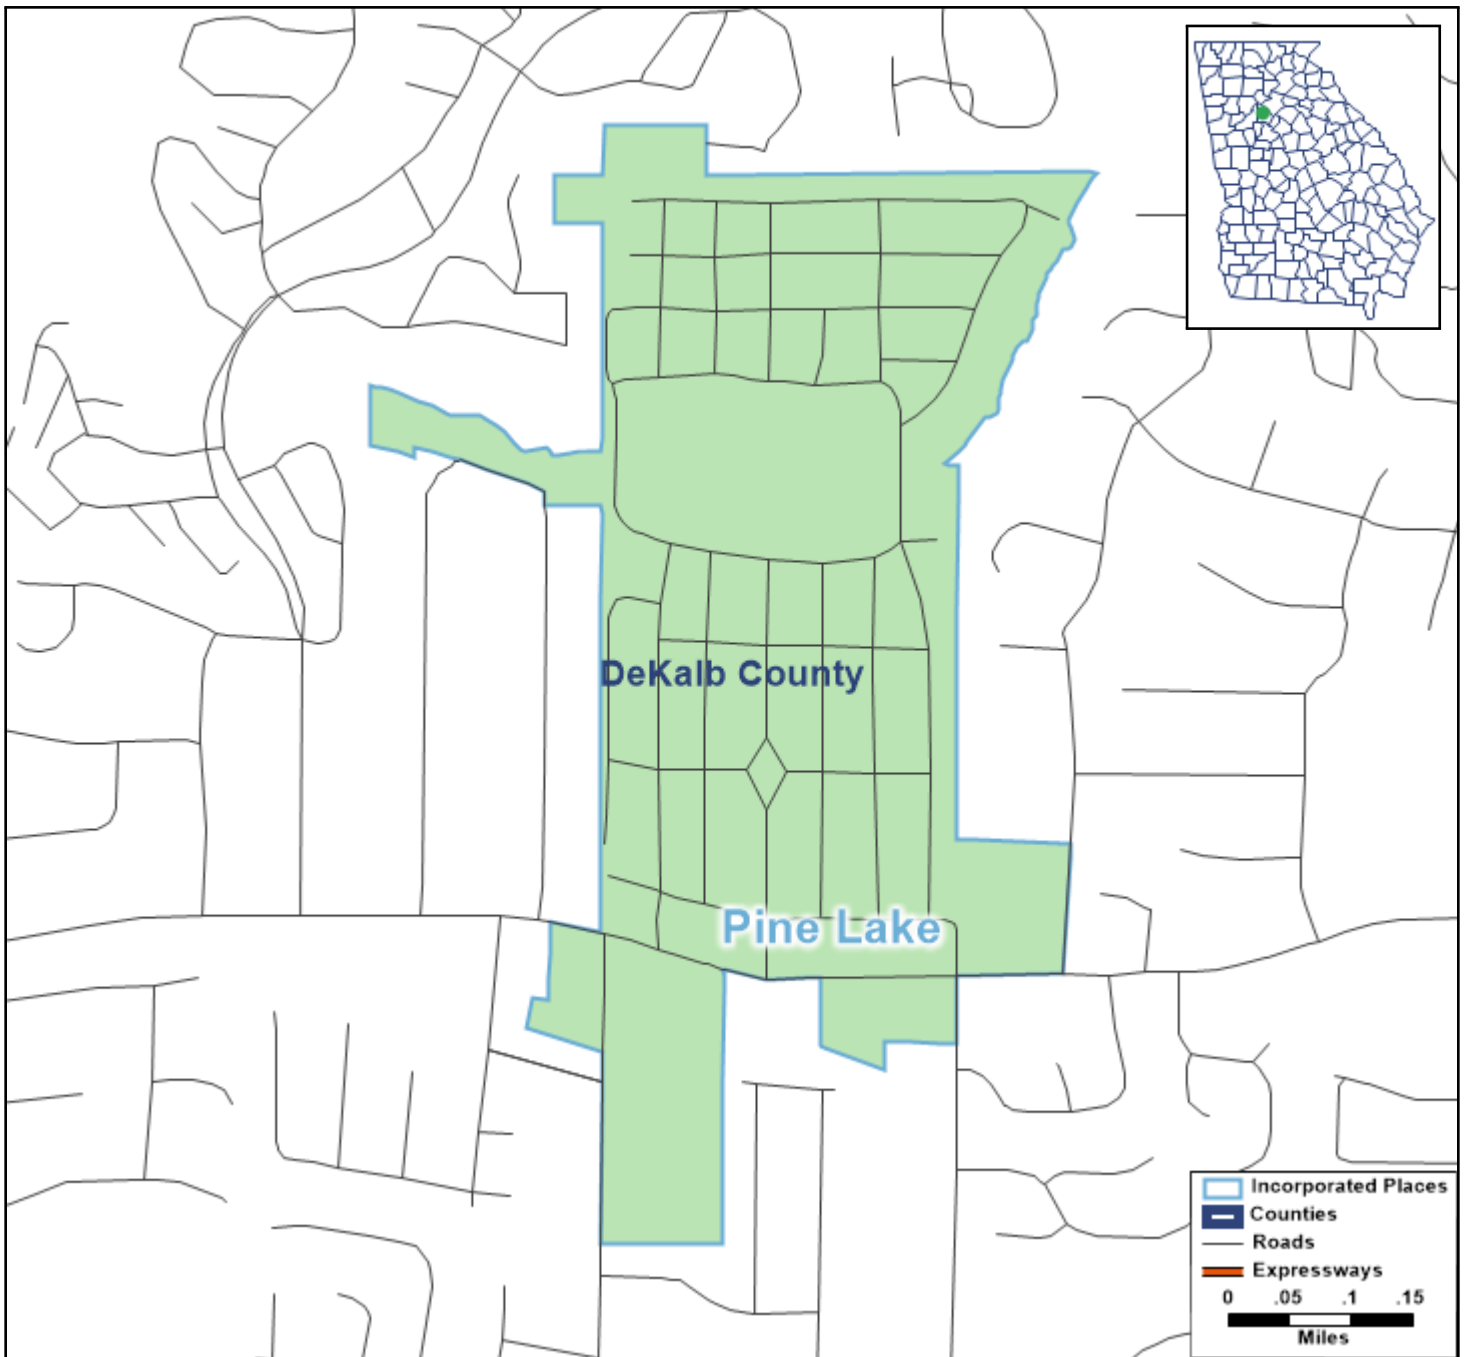 DeKalb County
Pine Lake
Incorporated Places
Counties
Roads
Expressways
0 .05 .1 .15
Miles